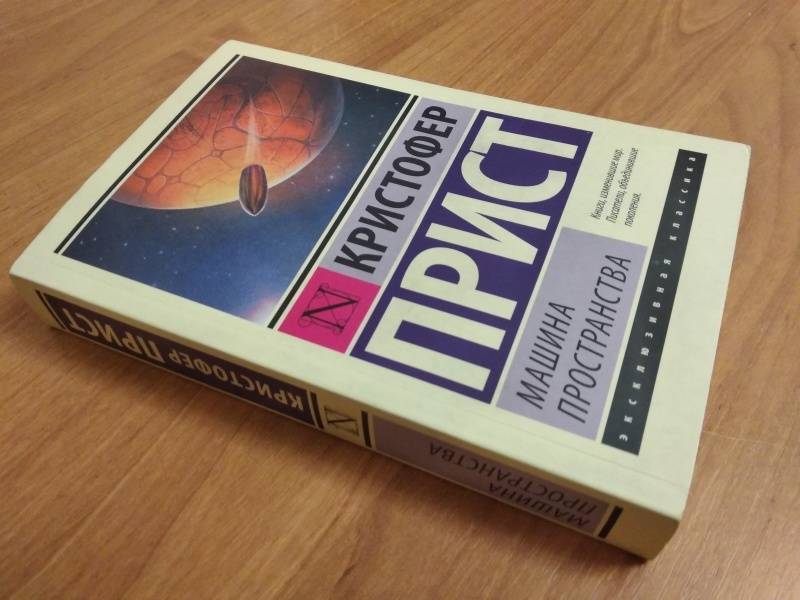 КРИСТОФЕР
ПРИСТ
N
МАШИНА
ПРОСТРАНСТВА
Книги, изменившие мир.
Писатели, объединившие
поколения.
эксклюзивная классика
КРИСТОФЕР ПРИСТ
N
МАШИНА
ПРОСТРАНСТВА